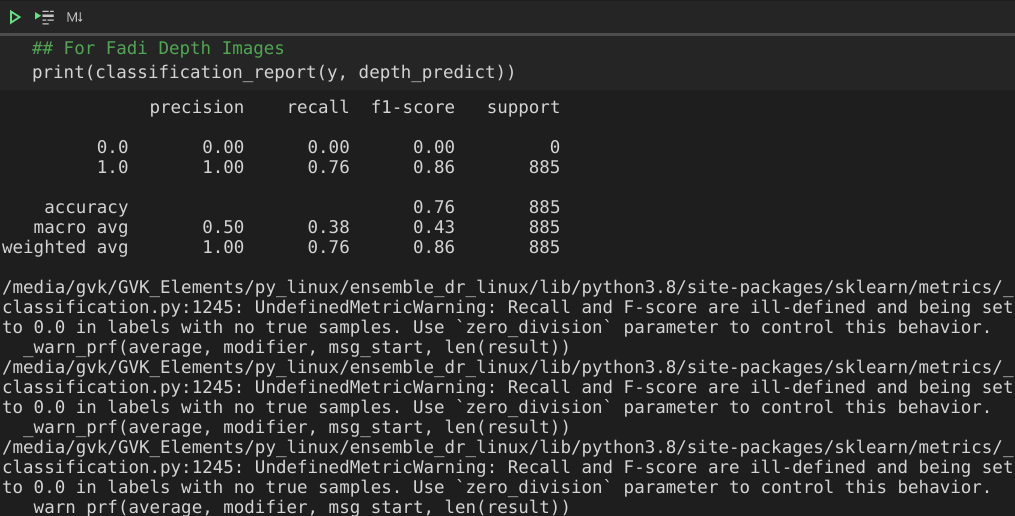 M↓
## For Fadi Depth Images
print(classification_report(y, depth_predict))
precision recall f1-score support
0.0 0.00 0.00 0.00 0
1.0 1.00 0.76 0.86 885
accuracy 0.76 885
macro avg 0.50 0.38 0.43 885
weighted avg 1.00 0.76 0.86 885
/media/gvk/GVK_Elements/py_linux/ensemble_dr_linux/lib/python3.8/site-packages/sklearn/metrics/_
classification.py:1245: UndefinedMetricWarning: Recall and F-score are ill-defined and being set
to 0.0 in labels with no true samples. Use `zero_division` parameter to control this behavior.
_warn_prf(average, modifier, msg_start, len(result))
/media/gvk/GVK_Elements/py_linux/ensemble_dr_linux/lib/python3.8/site-packages/sklearn/metrics/_
classification.py:1245: UndefinedMetricWarning: Recall and F-score are ill-defined and being set
to 0.0 in labels with no true samples. Use `zero_division` parameter to control this behavior.
_warn_prf(average, modifier, msg_start, len(result))
/media/gvk/GVK_Elements/py_linux/ensemble_dr_linux/lib/python3.8/site-packages/sklearn/metrics/_
classification.py:1245: UndefinedMetricWarning: Recall and F-score are ill-defined and being set
to 0.0 in labels with no true samples. Use `zero_division` parameter to control this behavior.
_warn_prf(average, modifier, msg_start, len(result))